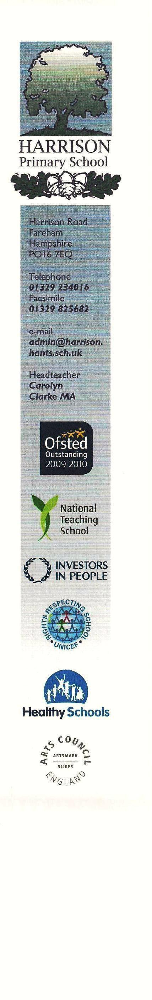 HARRISON
Primary School
Harrison Road
Fareham
Hampshire
PO16 7EQ
Telephone
01329 234016
Facsimile
01329 825682
e-mail
admin@harrison.
hants.sch.uk
Headteacher
Carolyn
Clarke MA
Ofsted
Outstanding
2009 2010
National
Teaching
School
INVESTORS
IN PEOPLE
RIGHTS RESPECTING SCHOOL
• UNICEF •
Healthy Schools
ARTS COUNCIL
ARTSMARK
SILVER
ENGLAND